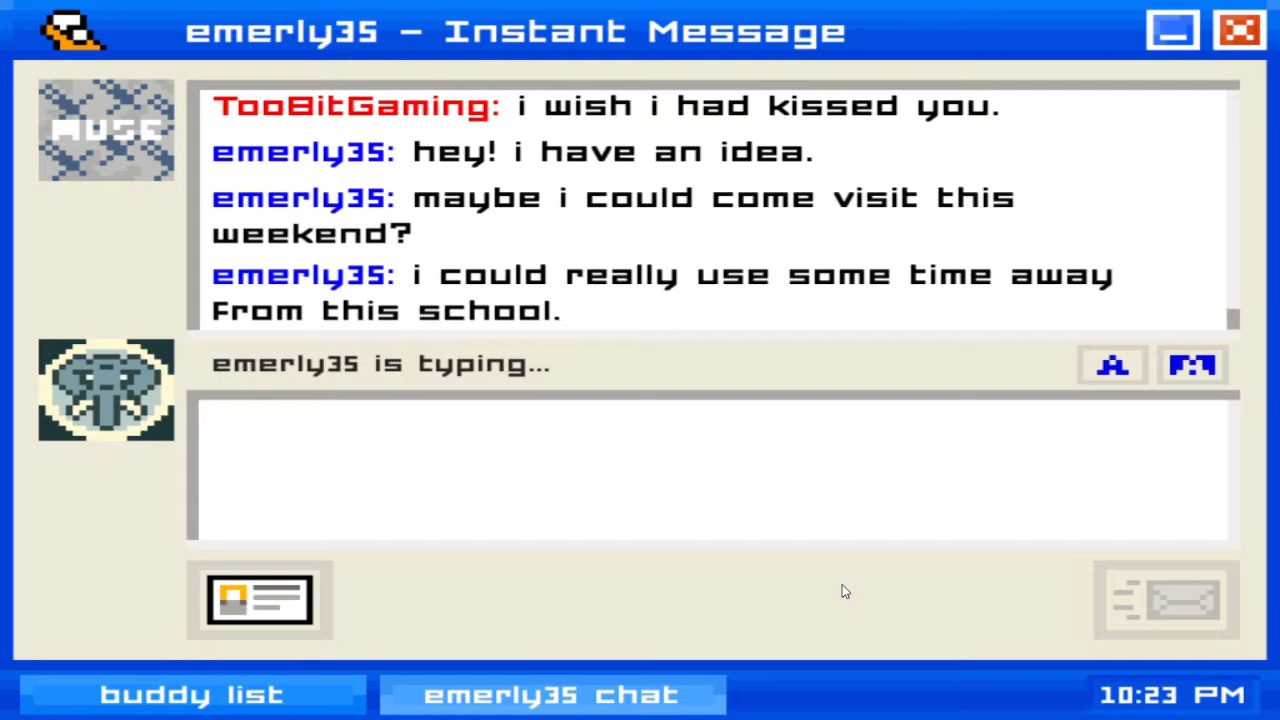 emerly35 - Instant Message
MUSE
TooBitGaming: i wish i had kissed you.
emerly35: hey! i have an idea.
emerly35: maybe i could come visit this
weekend?
emerly35: i could really use some time away
From this school.
emerly35 is typing...
A
buddy list
emerly35 chat
10:23 PM